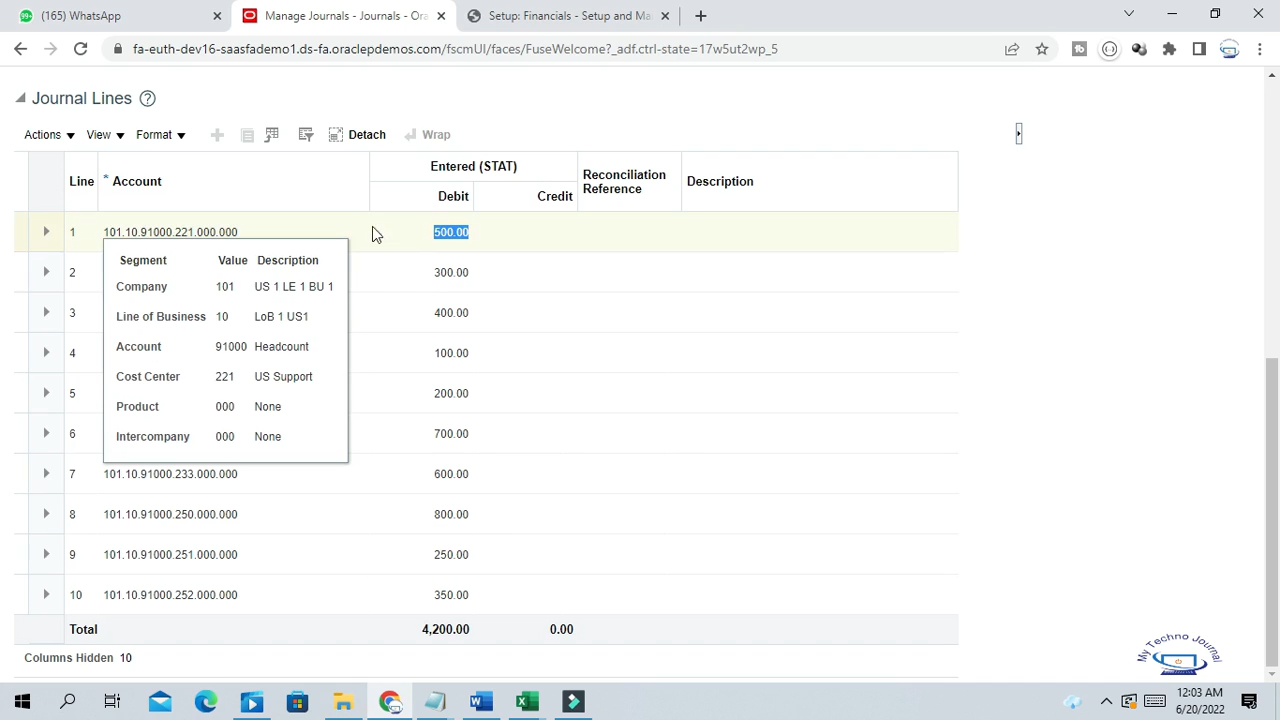 (165) WhatsApp
Manage Journals - Journals - Ora
Setup: Financials - Setup and Ma
fa-euth-dev16-saasfademo1.ds-fa.oraclepdemos.com/fscmUI/faces/FuseWelcome?_adf.ctrl-state=17w5ut2wp_5
Journal Lines ?
Actions View Format Detach Wrap
Line * Account Entered (STAT) Debit Credit Reconciliation Reference Description
1 101.10.91000.221.000.000 500.00
Segment Value Description
Company 101 US 1 LE 1 BU 1
Line of Business 10 LoB 1 US1
Account 91000 Headcount
Cost Center 221 US Support
Product 000 None
Intercompany 000 None
2 300.00
3 400.00
4 100.00
5 200.00
6 700.00
7 101.10.91000.233.000.000 600.00
8 101.10.91000.250.000.000 800.00
9 101.10.91000.251.000.000 250.00
10 101.10.91000.252.000.000 350.00
Total 4,200.00 0.00
Columns Hidden 10
My Techno Journal
12:03 AM
6/20/2022